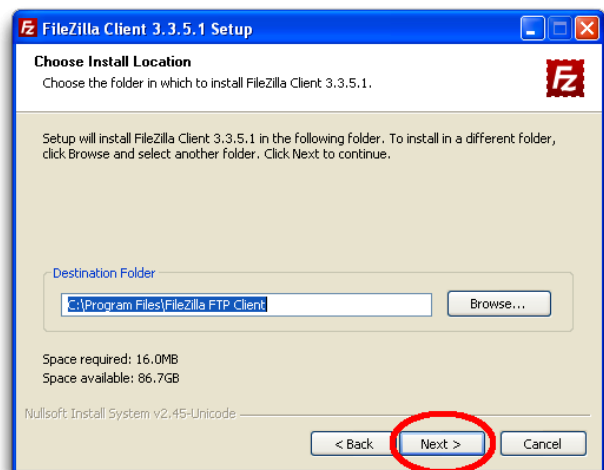 FileZilla Client 3.3.5.1 Setup
Choose Install Location
Choose the folder in which to install FileZilla Client 3.3.5.1.
Fz
Setup will install FileZilla Client 3.3.5.1 in the following folder. To install in a different folder,
click Browse and select another folder. Click Next to continue.
Destination Folder
C:\Program Files\FileZilla FTP Client
Browse...
Space required: 16.0MB
Space available: 86.7GB
Nullsoft Install System v2.45-Unicode
< Back
Next >
Cancel